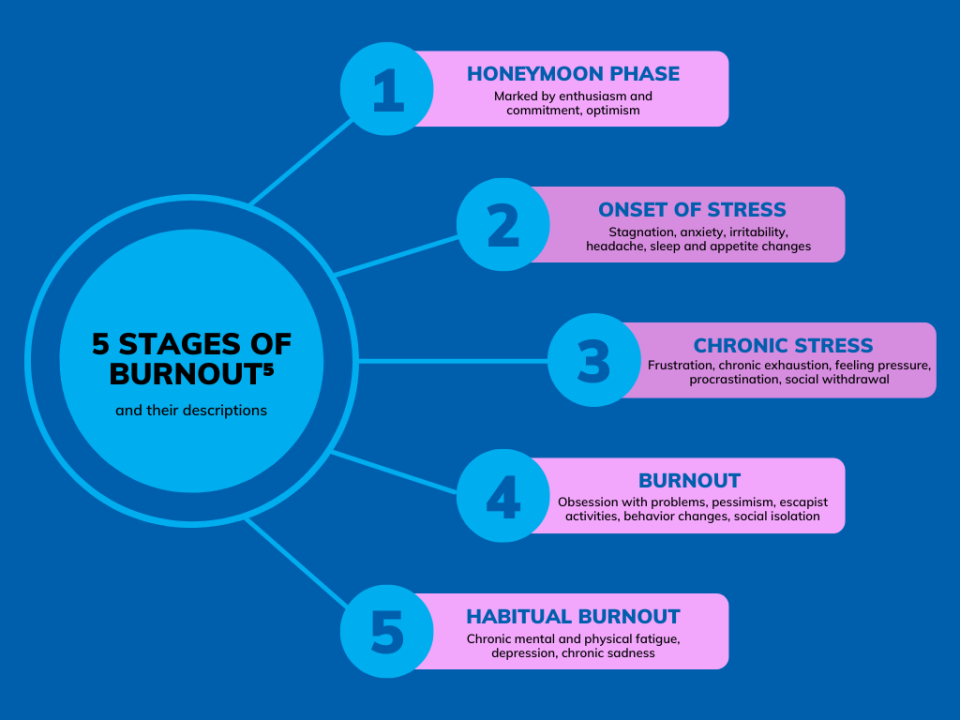 5 STAGES OF
BURNOUT⁵
and their descriptions
1
HONEYMOON PHASE
Marked by enthusiasm and
commitment, optimism
2
ONSET OF STRESS
Stagnation, anxiety, irritability,
headache, sleep and appetite changes
3
CHRONIC STRESS
Frustration, chronic exhaustion, feeling pressure,
procrastination, social withdrawal
4
BURNOUT
Obsession with problems, pessimism, escapist
activities, behavior changes, social isolation
5
HABITUAL BURNOUT
Chronic mental and physical fatigue,
depression, chronic sadness